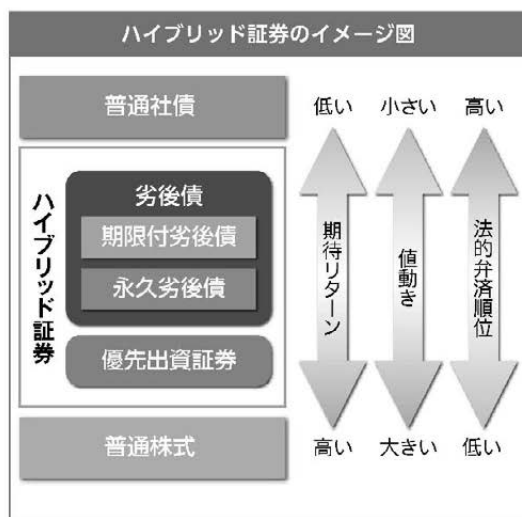 ハイブリッド証券のイメージ図
普通社債
低い 小さい 高い
ハイブリッド証券
劣後債
期限付劣後債
永久劣後債
優先出資証券
期待リターン
値動き
法的弁済順位
普通株式
高い 大きい 低い